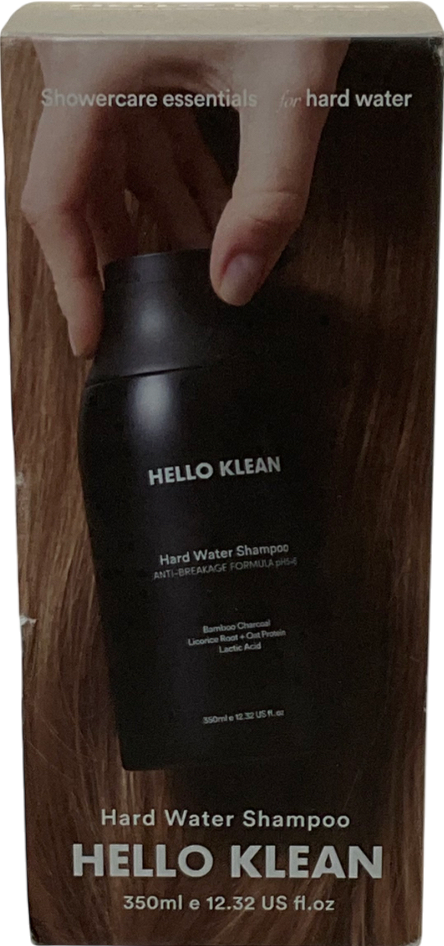 Showercare essentials for hard water
HELLO KLEAN
Hard Water Shampoo
ANTI-BREAKAGE FORMULA pH5-6
Bamboo Charcoal
Licorice Root + Oat Protein
Lactic Acid
350ml e 12.32 US fl.oz
Hard Water Shampoo
HELLO KLEAN
350ml e 12.32 US fl.oz